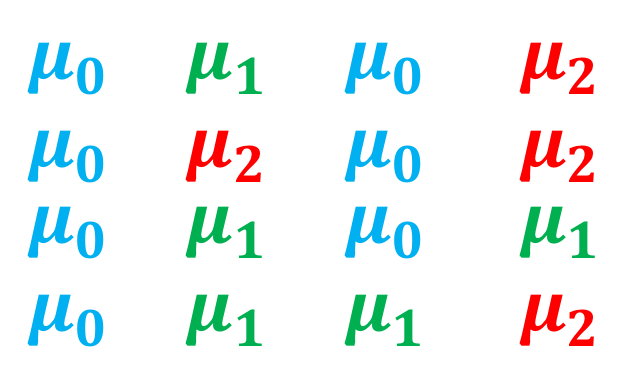 μ₀ μ₁ μ₀ μ₂
μ₀ μ₂ μ₀ μ₂
μ₀ μ₁ μ₀ μ₁
μ₀ μ₁ μ₁ μ₂